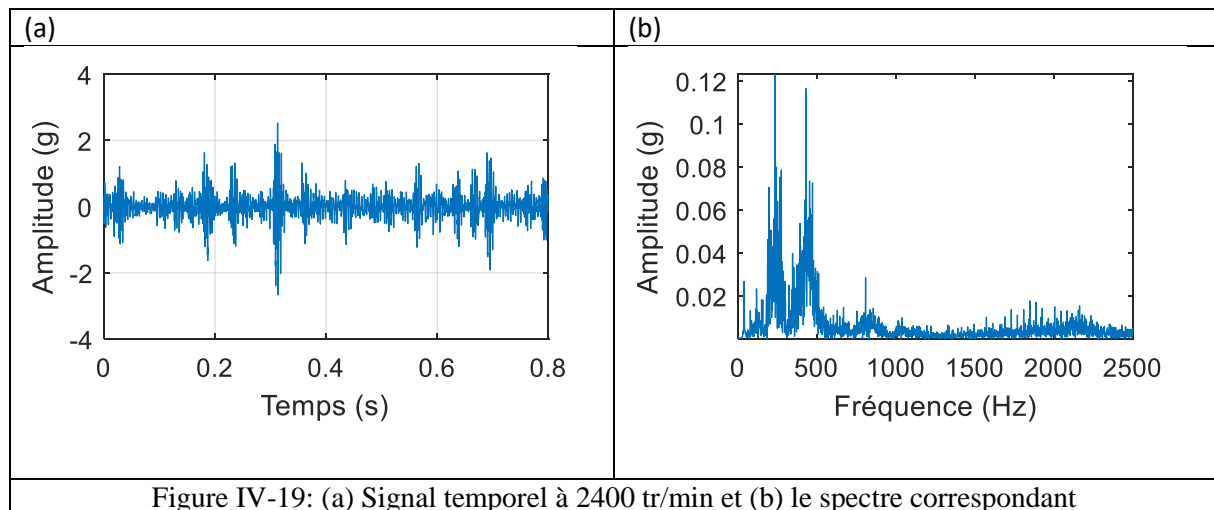 (a)
(b)
4
2
0
-2
-4
Amplitude (g)
0 0.2 0.4 0.6 0.8
Temps (s)
0.12
0.1
0.08
0.06
0.04
0.02
Amplitude (g)
0 500 1000 1500 2000 2500
Fréquence (Hz)
Figure IV-19: (a) Signal temporel à 2400 tr/min et (b) le spectre correspondant